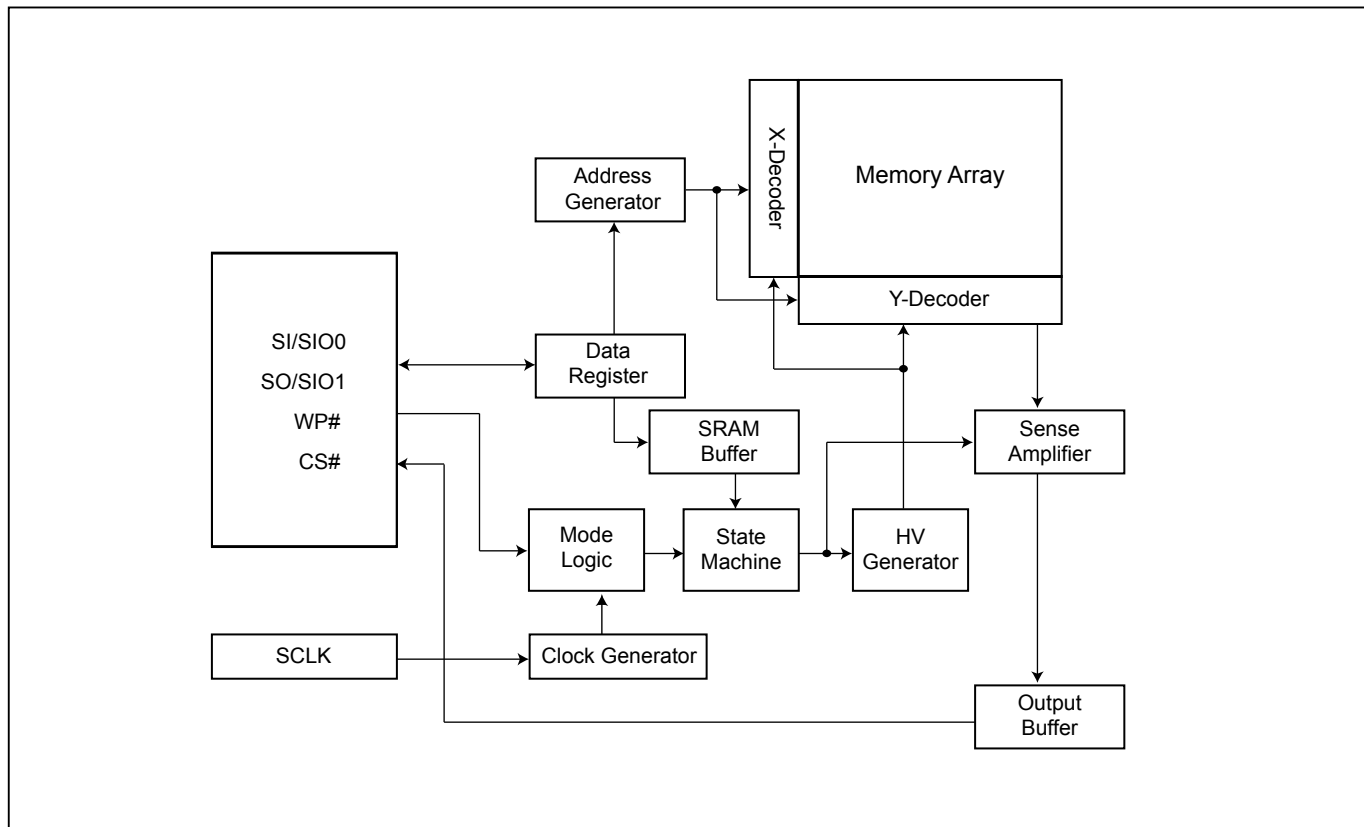 X-Decoder
Memory Array
Address
Generator
Y-Decoder
SI/SIO0
SO/SIO1
WP#
CS#
Data
Register
SRAM
Buffer
Sense
Amplifier
Mode
Logic
State
Machine
HV
Generator
SCLK
Clock Generator
Output
Buffer